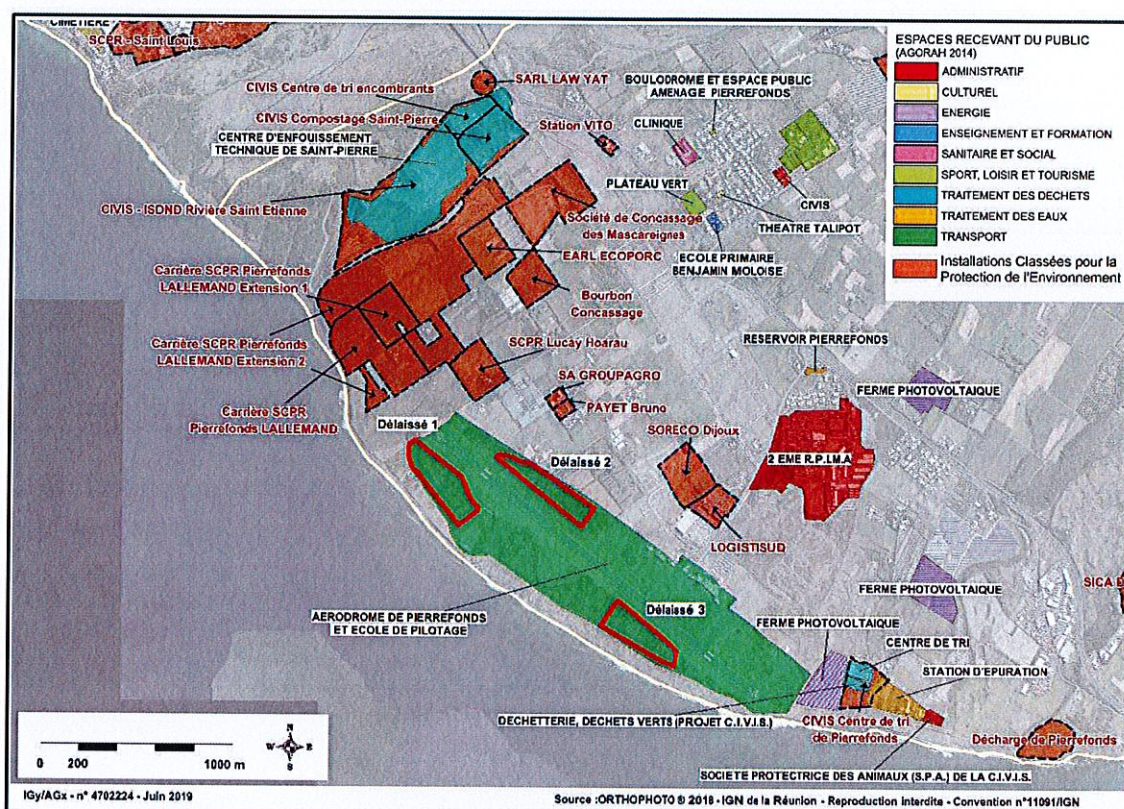 CIMETIERE
SCPR - Saint Louis
SARL LAW YAT
CIVIS Centre de tri encombrants
CIVIS Compostage Saint-Pierre
CENTRE D'ENFOUISSEMENT
TECHNIQUE DE SAINT-PIERRE
CIVIS - ISDND Rivière Saint Etienne
BOULODROME ET ESPACE PUBLIC
AMENAGE PIERREFONDS
Station VITO
CLINIQUE
PLATEAU VERT
CIVIS
THEATRE TALIPOT
ECOLE PRIMAIRE
BENJAMIN MOLOISE
Société de Concassage
des Mascareignes
EARL ECOPORC
Bourbon
Concassage
Carrière SCPR Pierrefonds
LALLEMAND Extension 1
Carrière SCPR Pierrefonds
LALLEMAND Extension 2
Carrière SCPR
Pierrefonds LALLEMAND
SCPR Lucay Hoarau
SA GROUPAGRO
PAYET Bruno
RESERVOIR PIERREFONDS
FERME PHOTOVOLTAIQUE
SORECO Dijoux
2 EME R.P.I.M.A
LOGISTISUD
Délaissé 1
Délaissé 2
Délaissé 3
AERODROME DE PIERREFONDS
ET ECOLE DE PILOTAGE
FERME PHOTOVOLTAIQUE
SICA
FERME PHOTOVOLTAIQUE
CENTRE DE TRI
STATION D'EPURATION
DECHETTERIE, DECHETS VERTS (PROJET C.I.V.I.S.)
CIVIS Centre de tri
de Pierrefonds
Décharge de Pierrefonds
SOCIETE PROTECTRICE DES ANIMAUX (S.P.A.) DE LA C.I.V.I.S.
ESPACES RECEVANT DU PUBLIC
(AGORAH 2014)
ADMINISTRATIF
CULTUREL
ENERGIE
ENSEIGNEMENT ET FORMATION
SANITAIRE ET SOCIAL
SPORT, LOISIR ET TOURISME
TRAITEMENT DES DECHETS
TRAITEMENT DES EAUX
TRANSPORT
Installations Classées pour la
Protection de l'Environnement
N
W E
S
0 200 1000 m
IGy/AGx - n° 4702224 - Juin 2019
Source :ORTHOPHOTO © 2018 - IGN de la Réunion - Reproduction Interdite - Convention n°11091/IGN